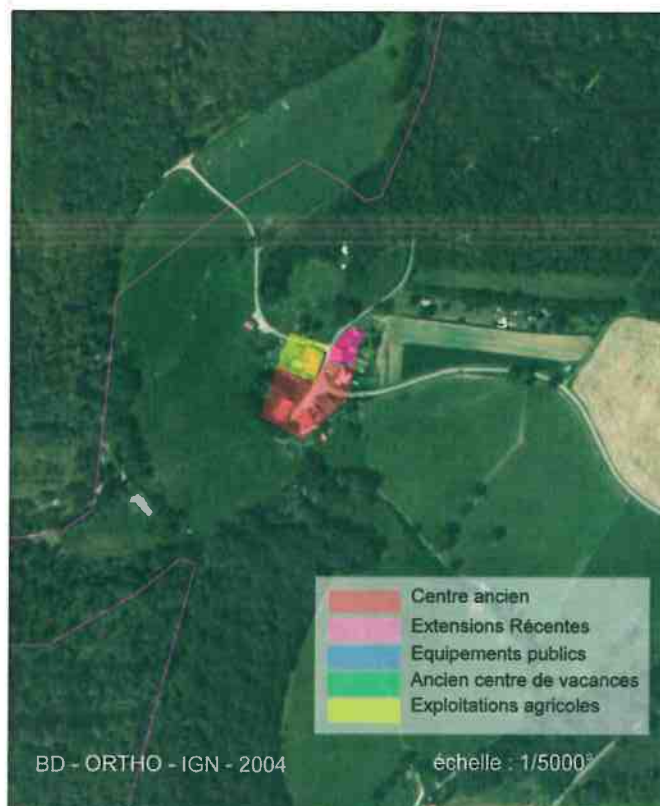 Centre ancien
Extensions Récentes
Equipements publics
Ancien centre de vacances
Exploitations agricoles
BD - ORTHO - IGN - 2004
échelle : 1/5000°